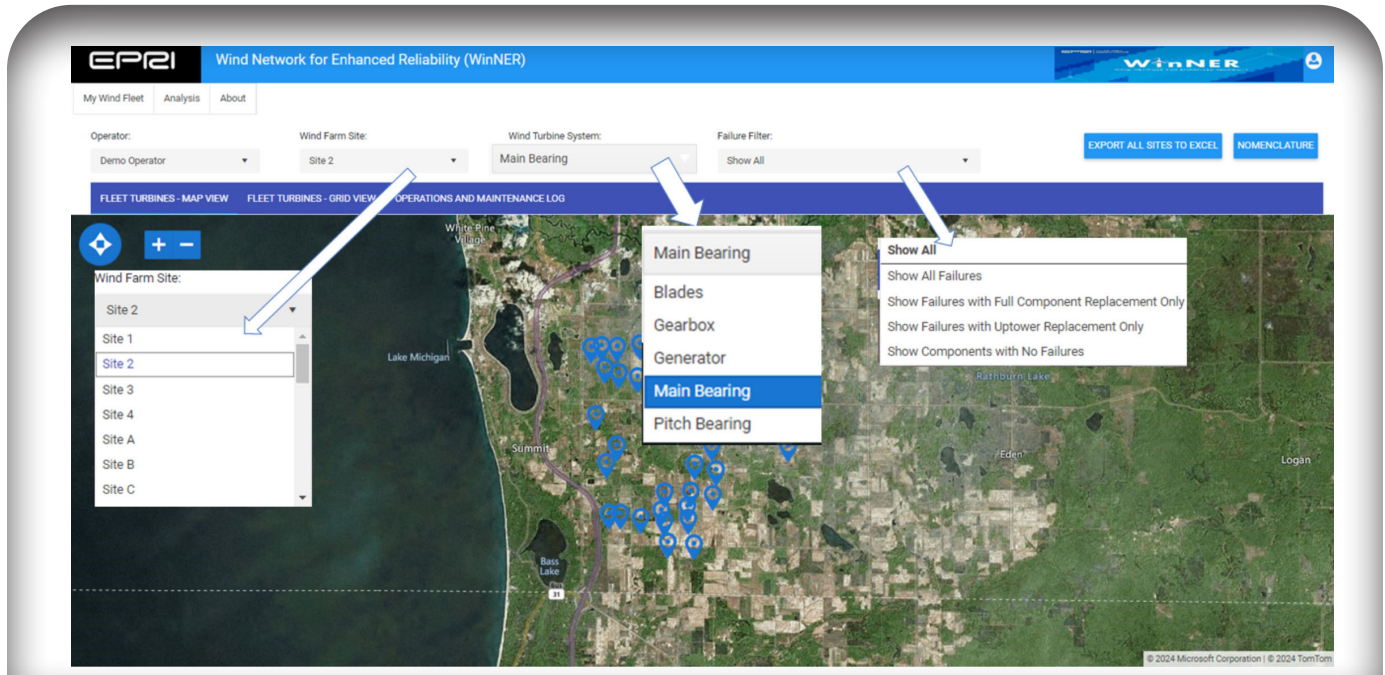 EPRI
Wind Network for Enhanced Reliability (WinNER)
WinNER
My Wind Fleet Analysis About
Operator: Wind Farm Site: Wind Turbine System: Failure Filter:
Demo Operator Site 2 Main Bearing Show All
EXPORT ALL SITES TO EXCEL NOMENCLATURE
FLEET TURBINES - MAP VIEW FLEET TURBINES - GRID VIEW OPERATIONS AND MAINTENANCE LOG
White Pine
Village
Wind Farm Site:
Site 2
Site 1
Site 2
Site 3
Site 4
Site A
Site B
Site C
Lake Michigan
Main Bearing
Blades
Gearbox
Generator
Main Bearing
Pitch Bearing
Show All
Show All Failures
Show Failures with Full Component Replacement Only
Show Failures with Uptower Replacement Only
Show Components with No Failures
Rathburn Lake
Summit
Eden
Logan
Bass
Lake
31
© 2024 Microsoft Corporation | © 2024 TomTom